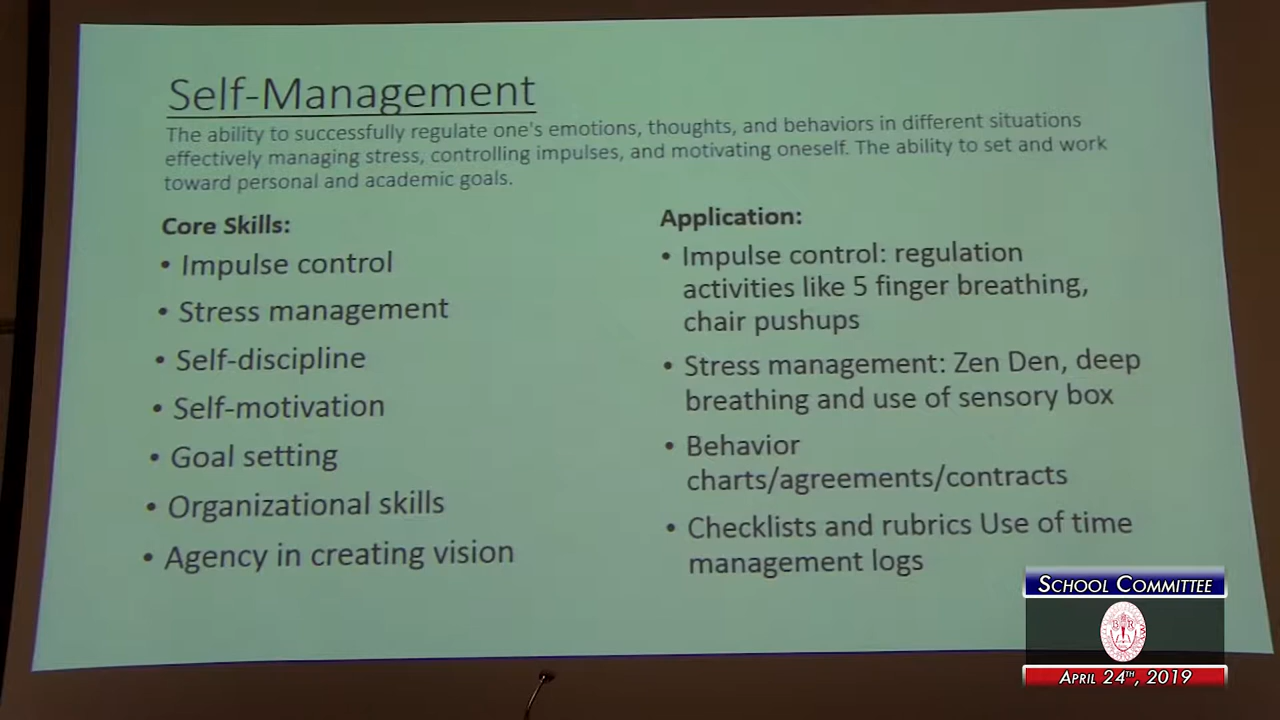 Self-Management
The ability to successfully regulate one's emotions, thoughts, and behaviors in different situations
effectively managing stress, controlling impulses, and motivating oneself. The ability to set and work
toward personal and academic goals.
Core Skills:
• Impulse control
• Stress management
• Self-discipline
• Self-motivation
• Goal setting
• Organizational skills
• Agency in creating vision
Application:
• Impulse control: regulation
activities like 5 finger breathing,
chair pushups
• Stress management: Zen Den, deep
breathing and use of sensory box
• Behavior
charts/agreements/contracts
• Checklists and rubrics Use of time
management logs
SCHOOL COMMITTEE
B R
APRIL 24TH, 2019